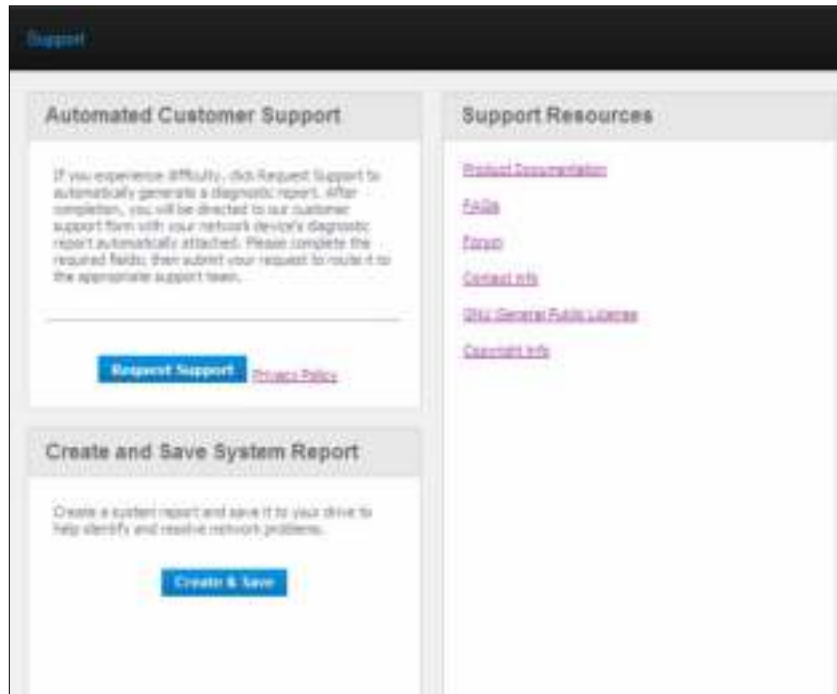 Support
Automated Customer Support
If you experience difficulty, click Request Support to
automatically generate a diagnostic report. After
completion, you will be directed to our customer
support form with your network device's diagnostic
report automatically attached. Please complete the
required fields; then submit your request to route it to
the appropriate support team.
Request Support Privacy Policy
Create and Save System Report
Create a system report and save it to your drive to
help identify and resolve network problems.
Create & Save
Support Resources
Product Documentation
FAQs
Forum
Contact Info
GNU General Public License
Copyright Info